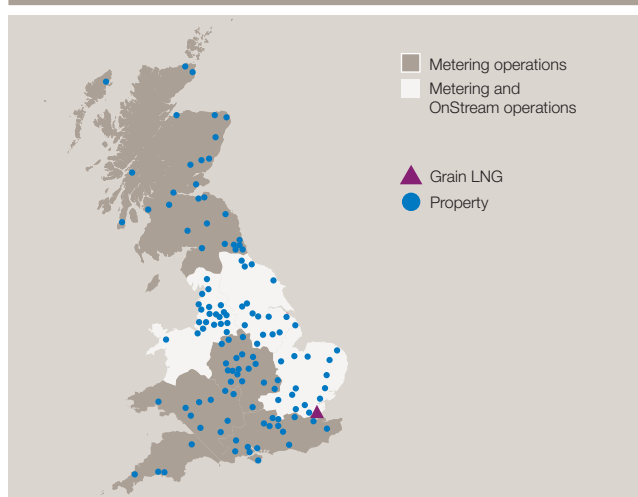 Metering operations
Metering and
OnStream operations
Grain LNG
Property